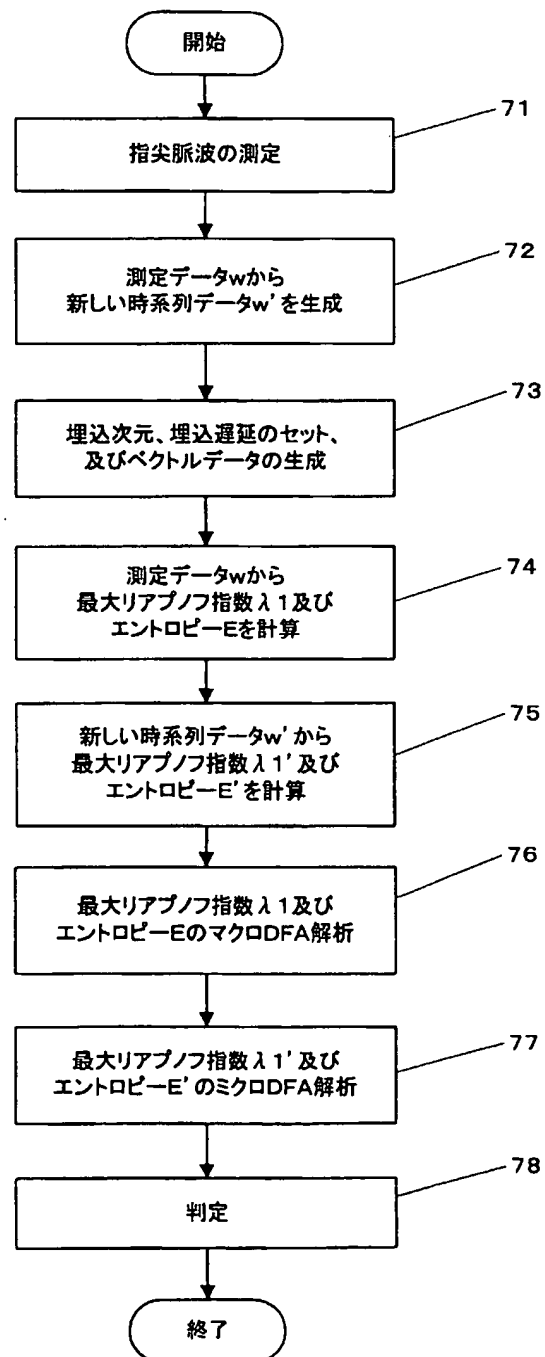 開始
71
指尖脈波の測定
72
測定データwから
新しい時系列データw'を生成
73
埋込次元、埋込遅延のセット、
及びベクトルデータの生成
74
測定データwから
最大リアプノフ指数λ1及び
エントロピーEを計算
75
新しい時系列データw'から
最大リアプノフ指数λ1'及び
エントロピーE'を計算
76
最大リアプノフ指数λ1及び
エントロピーEのマクロDFA解析
77
最大リアプノフ指数λ1'及び
エントロピーE'のミクロDFA解析
78
判定
終了